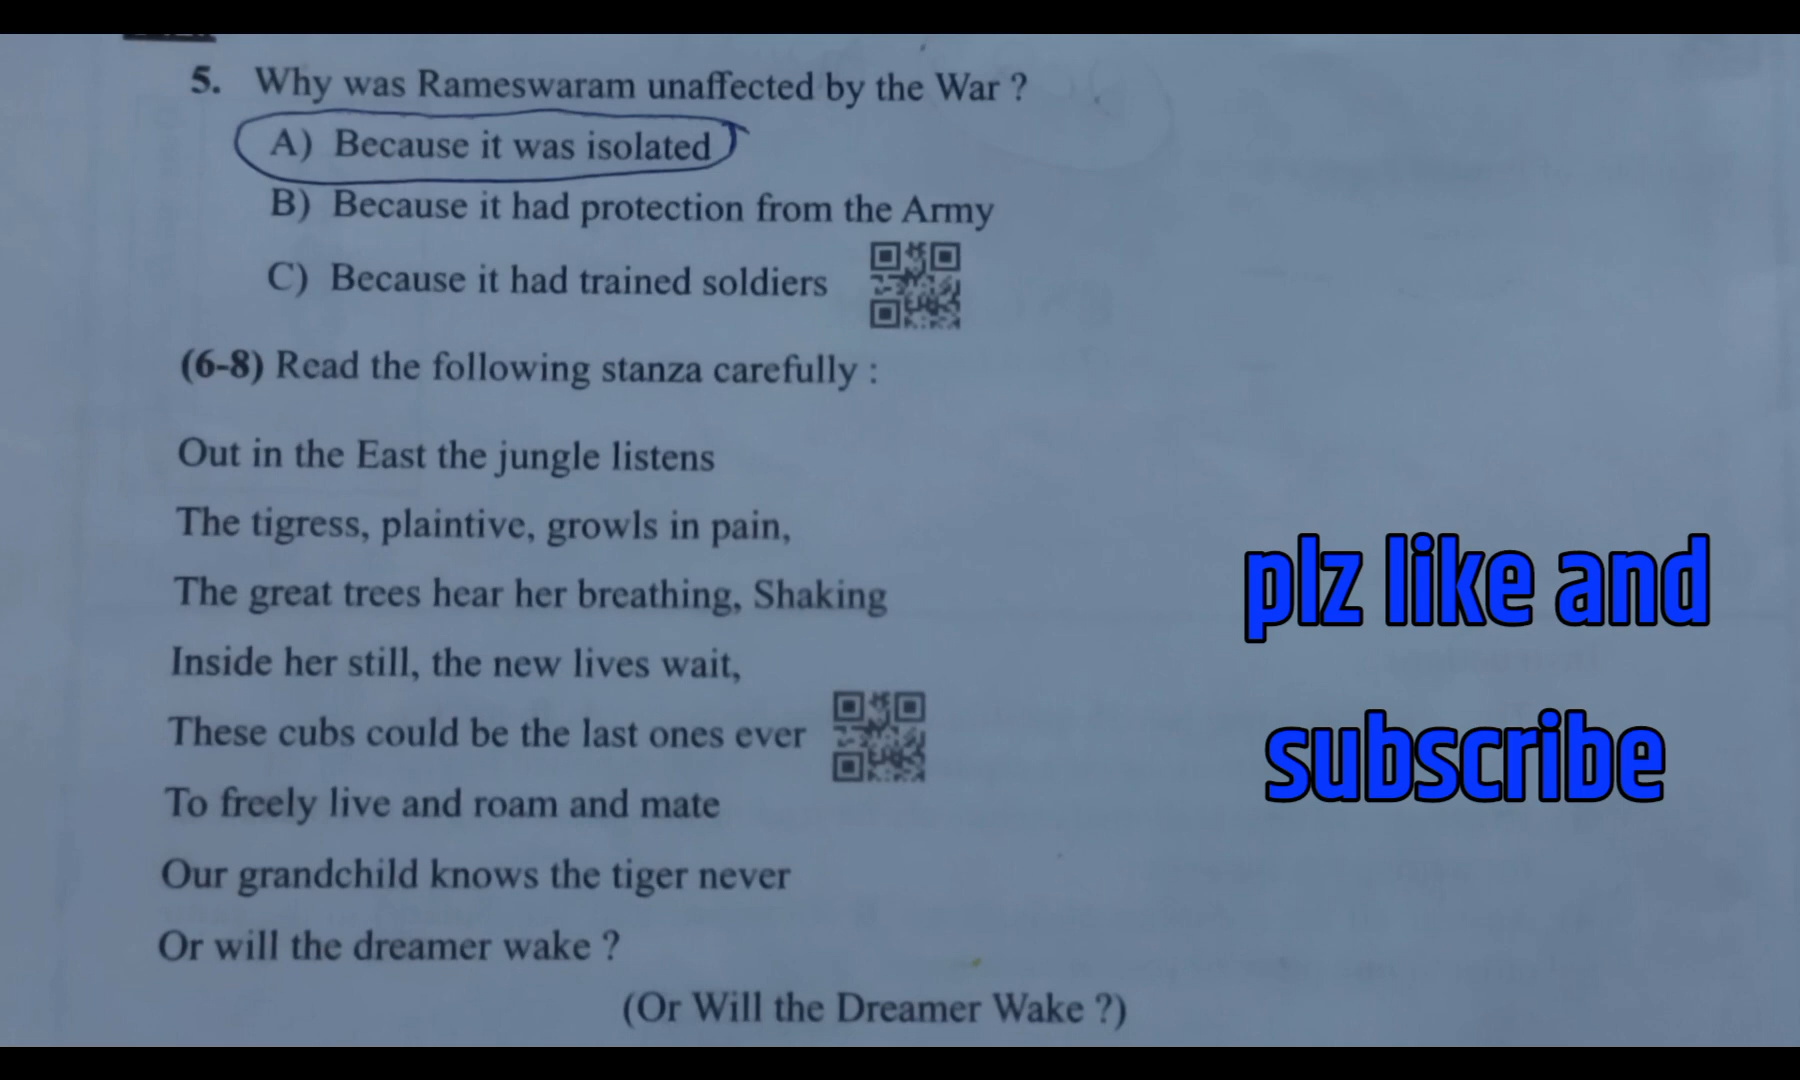 5. Why was Rameswaram unaffected by the War ?
A) Because it was isolated
B) Because it had protection from the Army
C) Because it had trained soldiers
(6-8) Read the following stanza carefully :
Out in the East the jungle listens
The tigress, plaintive, growls in pain,
The great trees hear her breathing, Shaking
Inside her still, the new lives wait,
These cubs could be the last ones ever
To freely live and roam and mate
Our grandchild knows the tiger never
Or will the dreamer wake ?
(Or Will the Dreamer Wake ?)
plz like and
subscribe